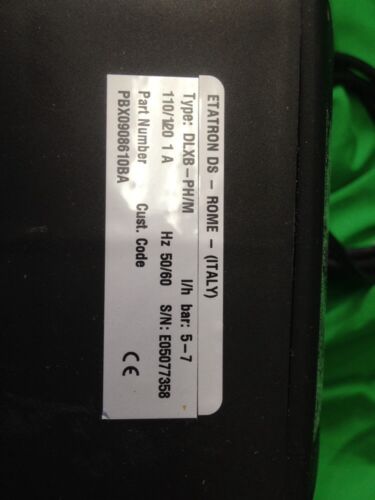 ETATRON DS - ROME - (ITALY)
Type: DLXB-PH/M l/h bar: 5-7
110/120 1 A Hz 50/60 S/N: E05077358
Part Number Cust. Code
PBX0908610BA
CE